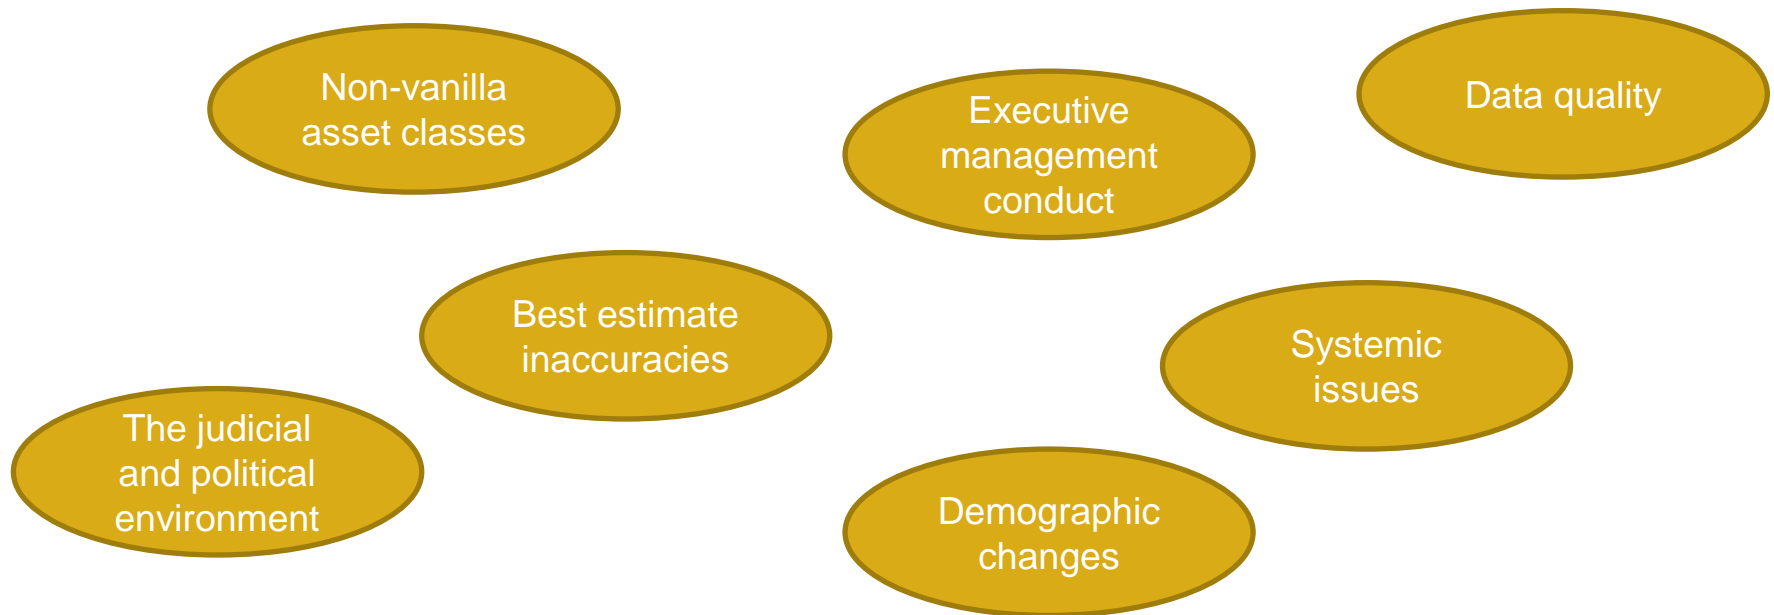 Non-vanilla
asset classes
Executive
management
conduct
Data quality
Best estimate
inaccuracies
Systemic
issues
The judicial
and political
environment
Demographic
changes